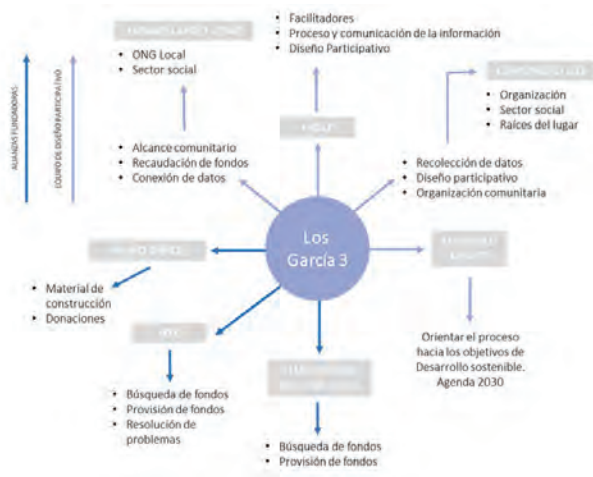 • Facilitadores
• Proceso y comunicación de la información
• Diseño Participativo
• ONG Local
• Sector social
• Organización
• Sector social
• Raíces del lugar
ALIANZAS FUNDADORAS
EQUIPO DE DISEÑO PARTICIPATIVO
• Alcance comunitario
• Recaudación de fondos
• Conexión de datos
• Recolección de datos
• Diseño participativo
• Organización comunitaria
Los
García 3
• Material de
construcción
• Donaciones
Orientar el proceso
hacia los objetivos de
Desarrollo sostenible.
Agenda 2030
• Búsqueda de fondos
• Provisión de fondos
• Resolución de
problemas
• Búsqueda de fondos
• Provisión de fondos